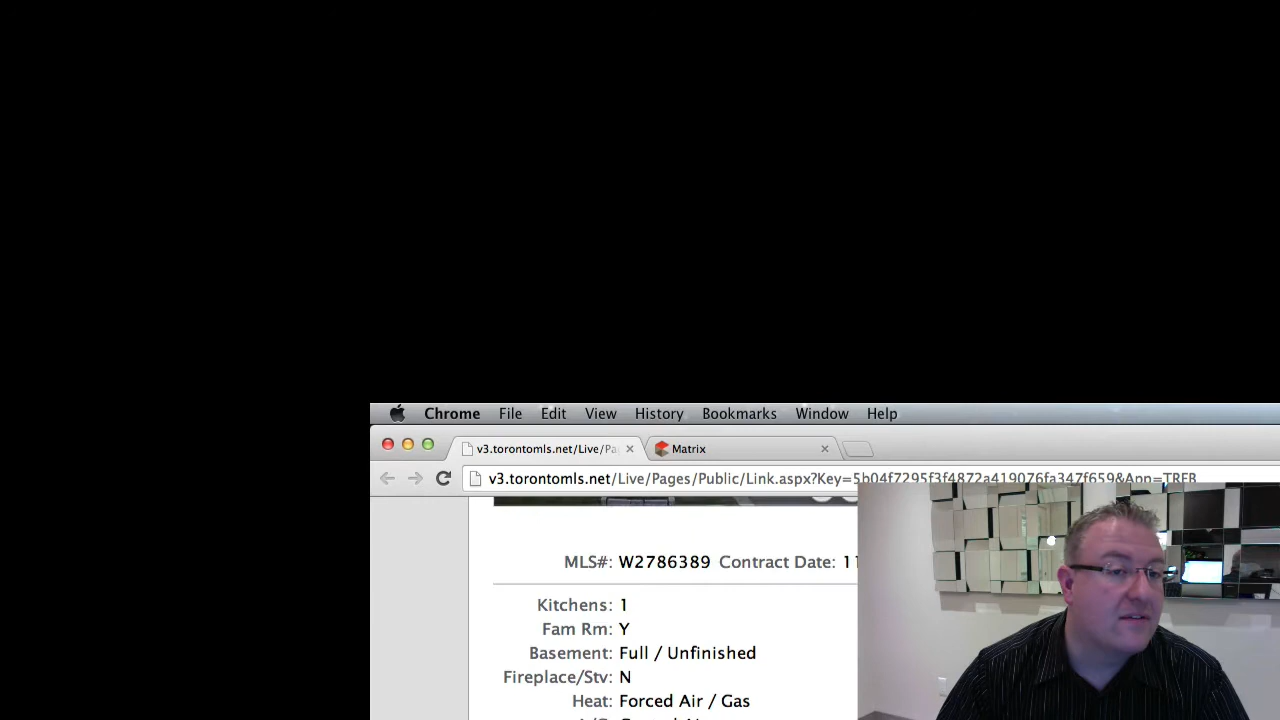 Chrome File Edit View History Bookmarks Window Help
v3.torontomls.net/Live/Pa Matrix
v3.torontomls.net/Live/Pages/Public/Link.aspx?Key=5b04f7295f3f4872a419076fa347f659&App=TREB
MLS#: W2786389 Contract Date: 11
Kitchens: 1
Fam Rm: Y
Basement: Full / Unfinished
Fireplace/Stv: N
Heat: Forced Air / Gas